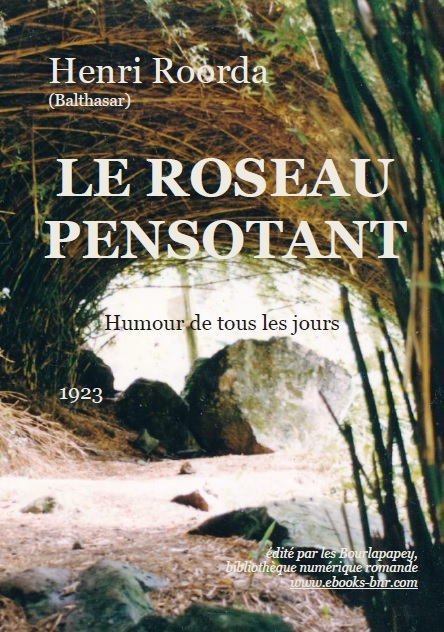 Henri Roorda
(Balthasar)
LE ROSEAU
PENSOTANT
Humour de tous les jours
1923
édité par les Bourlapapey,
bibliothèque numérique romande
www.ebooks-bnr.com